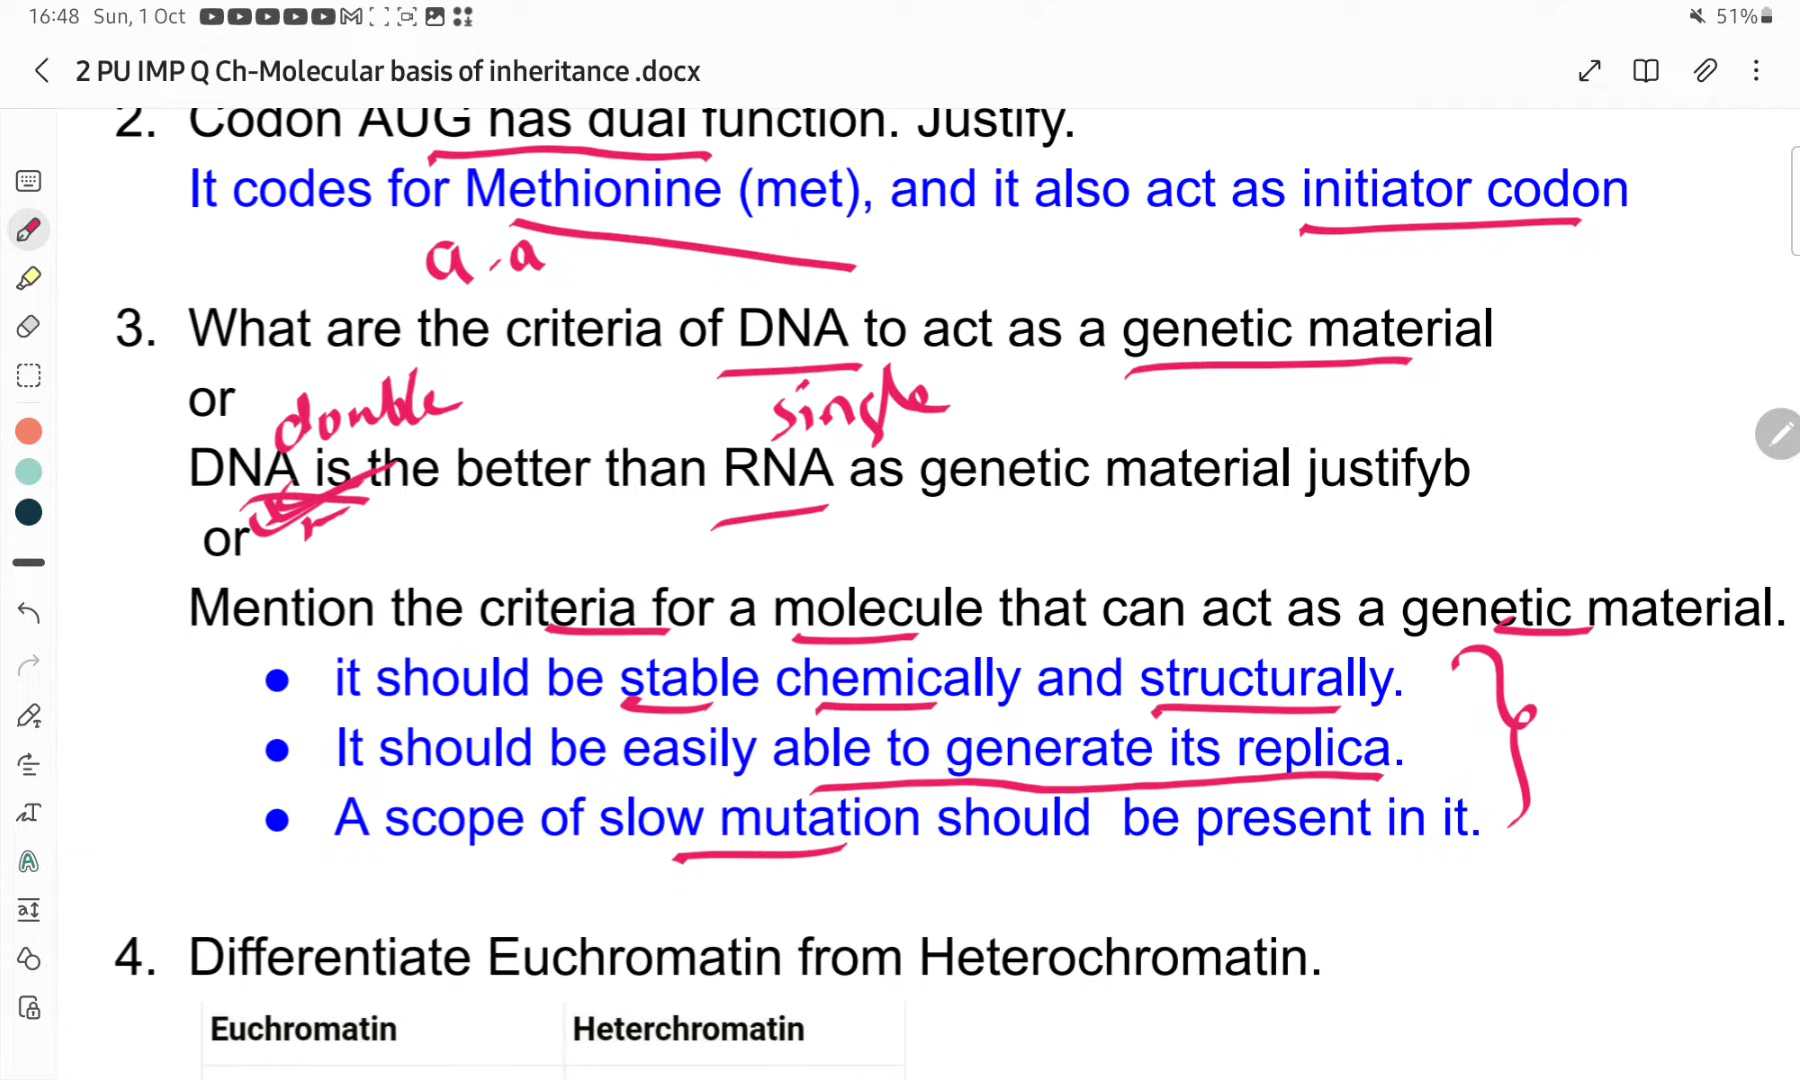 16:48 Sun, 1 Oct
51%
2 PU IMP Q Ch-Molecular basis of inheritance .docx
2. Codon AUG has dual function. Justify.
It codes for Methionine (met), and it also act as initiator codon
a.a
3. What are the criteria of DNA to act as a genetic material
or
double single
DNA is the better than RNA as genetic material justifyb
or
Mention the criteria for a molecule that can act as a genetic material.
● it should be stable chemically and structurally.
● It should be easily able to generate its replica.
● A scope of slow mutation should be present in it.
4. Differentiate Euchromatin from Heterochromatin.
Euchromatin Heterchromatin